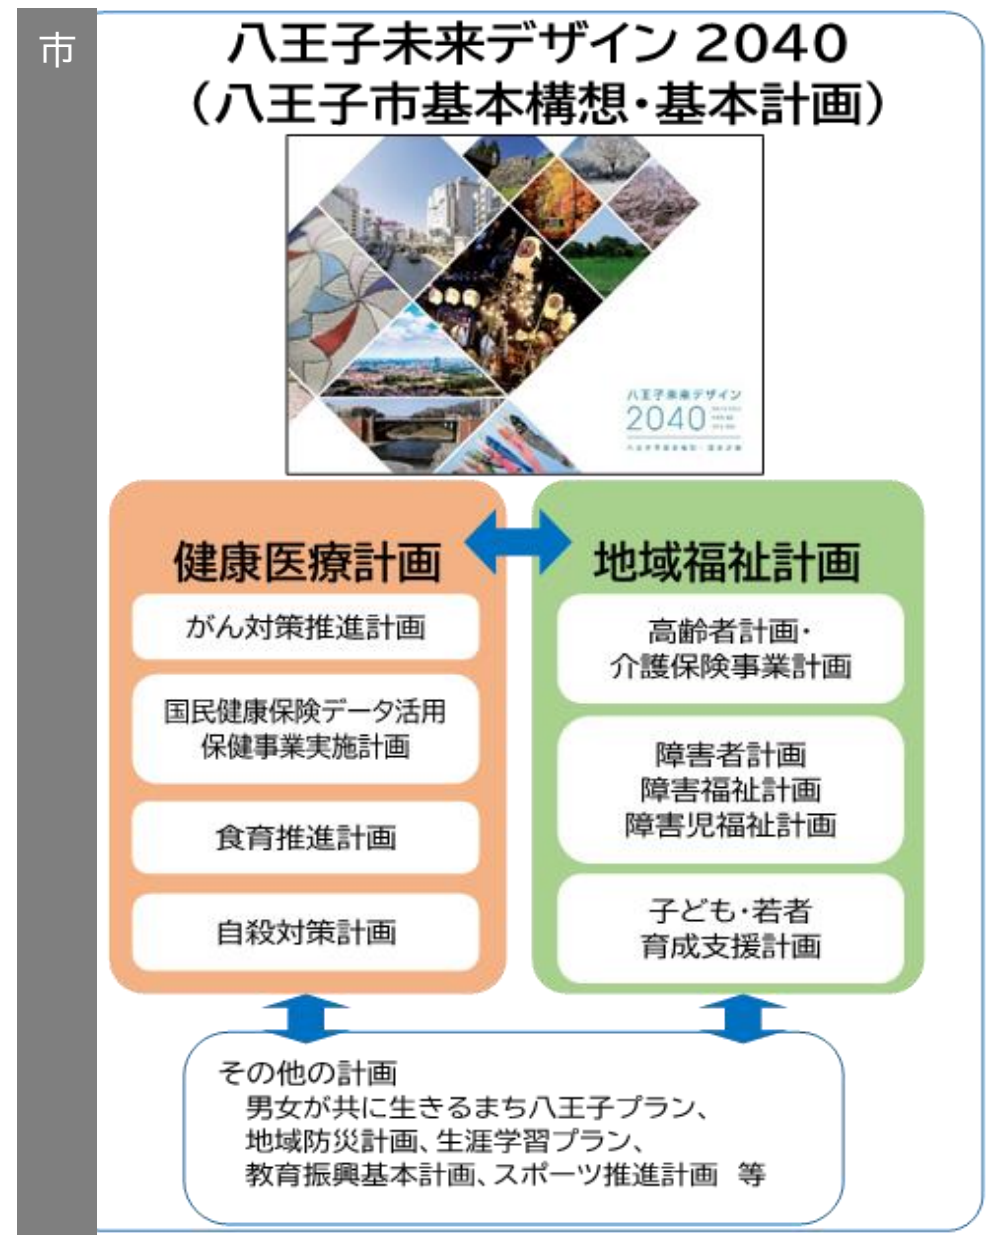 市
八王子未来デザイン 2040
（八王子市基本構想・基本計画）
八王子未来デザイン
2040
健康医療計画
がん対策推進計画
国民健康保険データ活用
保健事業実施計画
食育推進計画
自殺対策計画
地域福祉計画
高齢者計画・
介護保険事業計画
障害者計画
障害福祉計画
障害児福祉計画
子ども・若者
育成支援計画
その他の計画
男女が共に生きるまち八王子プラン、
地域防災計画、生涯学習プラン、
教育振興基本計画、スポーツ推進計画　等